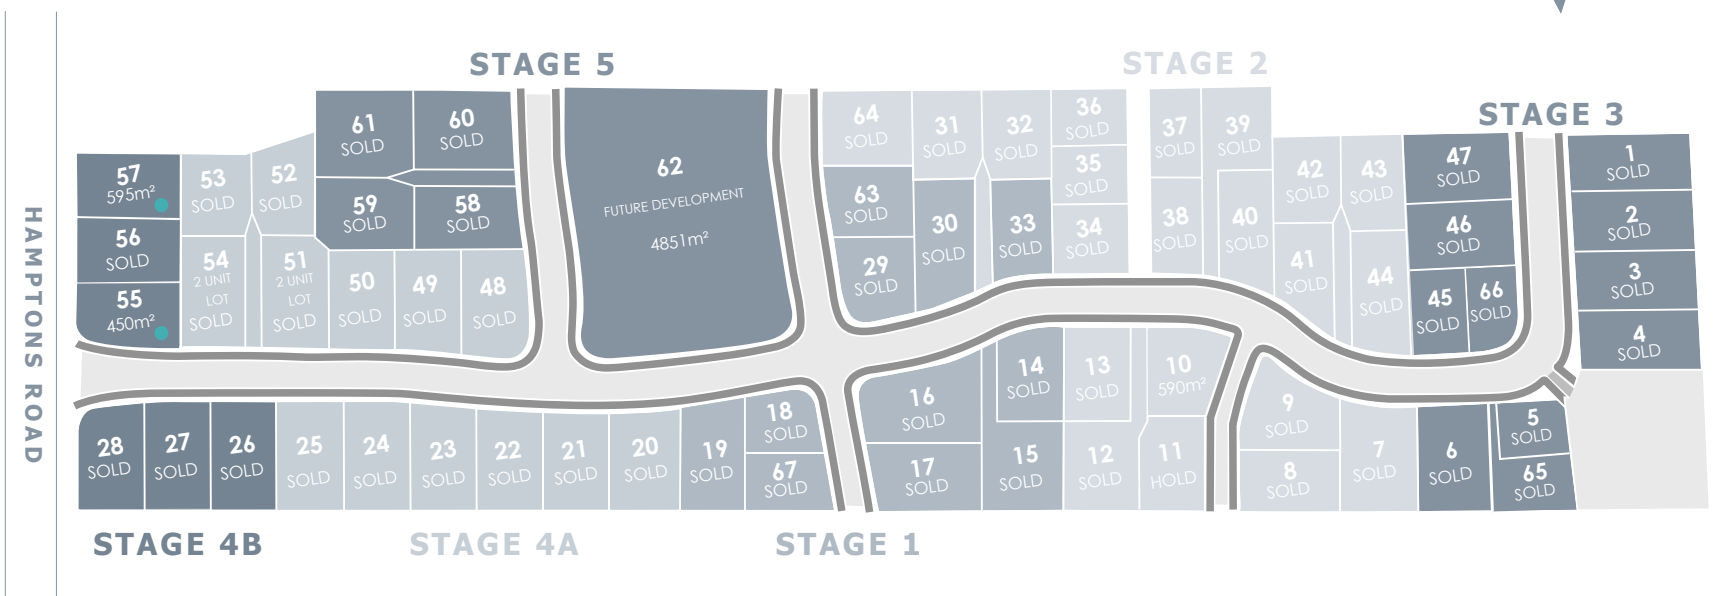 HAMPTONS ROAD
STAGE 5
STAGE 2
STAGE 3
61
SOLD
60
SOLD
59
SOLD
58
SOLD
57
595m²
56
SOLD
55
450m²
53
SOLD
52
SOLD
54
2 UNIT
LOT
SOLD
51
2 UNIT
LOT
SOLD
50
SOLD
49
SOLD
48
SOLD
62
FUTURE DEVELOPMENT
4851m²
64
SOLD
31
SOLD
32
SOLD
36
SOLD
35
SOLD
34
SOLD
63
SOLD
29
SOLD
30
SOLD
33
SOLD
37
SOLD
39
SOLD
38
SOLD
40
SOLD
42
SOLD
43
SOLD
41
SOLD
44
SOLD
47
SOLD
46
SOLD
45
SOLD
66
SOLD
1
SOLD
2
SOLD
3
SOLD
4
SOLD
28
SOLD
27
SOLD
26
SOLD
25
SOLD
24
SOLD
23
SOLD
22
SOLD
21
SOLD
20
SOLD
19
SOLD
18
SOLD
67
SOLD
16
SOLD
17
SOLD
14
SOLD
15
SOLD
13
SOLD
12
SOLD
10
590m²
11
HOLD
9
SOLD
8
SOLD
7
SOLD
6
SOLD
5
SOLD
65
SOLD
STAGE 4B
STAGE 4A
STAGE 1